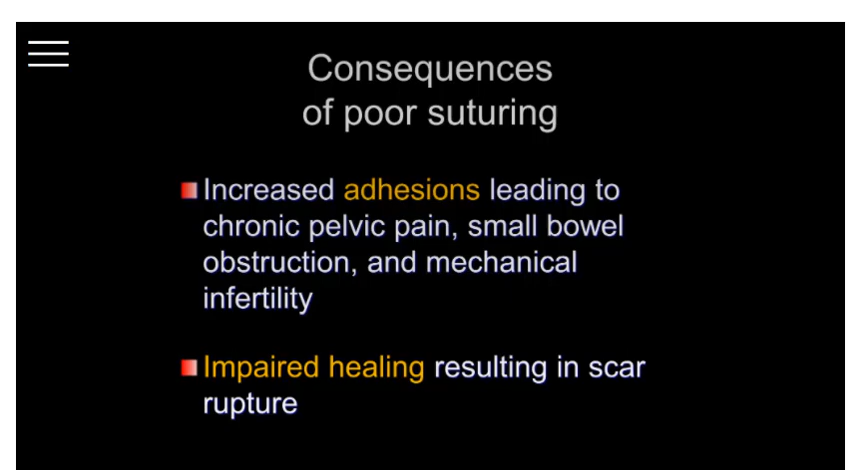 Consequences
of poor suturing
Increased adhesions leading to
chronic pelvic pain, small bowel
obstruction, and mechanical
infertility
Impaired healing resulting in scar
rupture